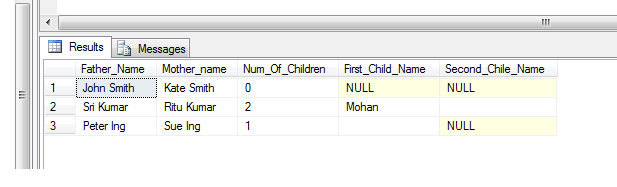 Results Messages
Father_Name Mother_name Num_Of_Children First_Child_Name Second_Chile_Name
1 John Smith Kate Smith 0 NULL NULL
2 Sri Kumar Ritu Kumar 2 Mohan
3 Peter Ing Sue Ing 1 NULL